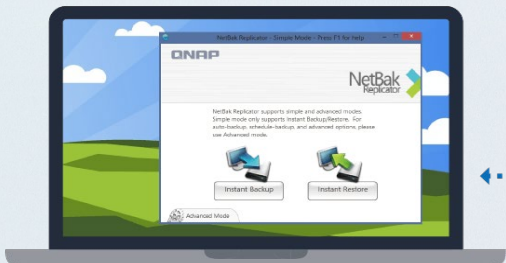 NetBak Replicator - Simple Mode - Press F1 for help
QNAP
NetBak
Replicator
NetBak Replicator supports simple and advanced modes.
Simple mode only supports Instant Backup/Restore. For
auto-backup, schedule-backup, and advanced options, please
use Advanced mode.
Instant Backup
Instant Restore
Advanced Mode